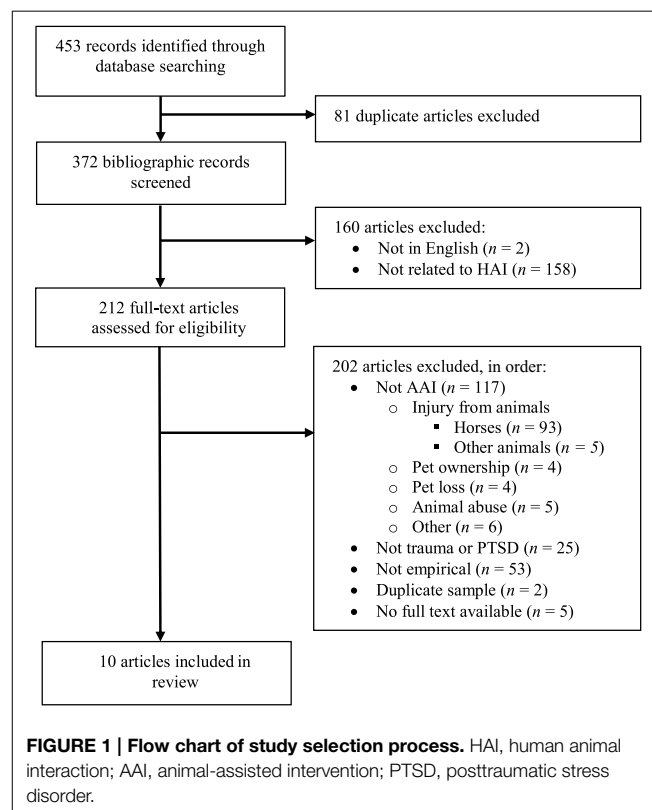 453 records identified through
database searching
81 duplicate articles excluded
372 bibliographic records
screened
160 articles excluded:
• Not in English (n = 2)
• Not related to HAI (n = 158)
212 full-text articles
assessed for eligibility
202 articles excluded, in order:
• Not AAI (n = 117)
o Injury from animals
▪ Horses (n = 93)
▪ Other animals (n = 5)
o Pet ownership (n = 4)
o Pet loss (n = 4)
o Animal abuse (n = 5)
o Other (n = 6)
• Not trauma or PTSD (n = 25)
• Not empirical (n = 53)
• Duplicate sample (n = 2)
• No full text available (n = 5)
10 articles included in
review
FIGURE 1 | Flow chart of study selection process. HAI, human animal
interaction; AAI, animal-assisted intervention; PTSD, posttraumatic stress
disorder.